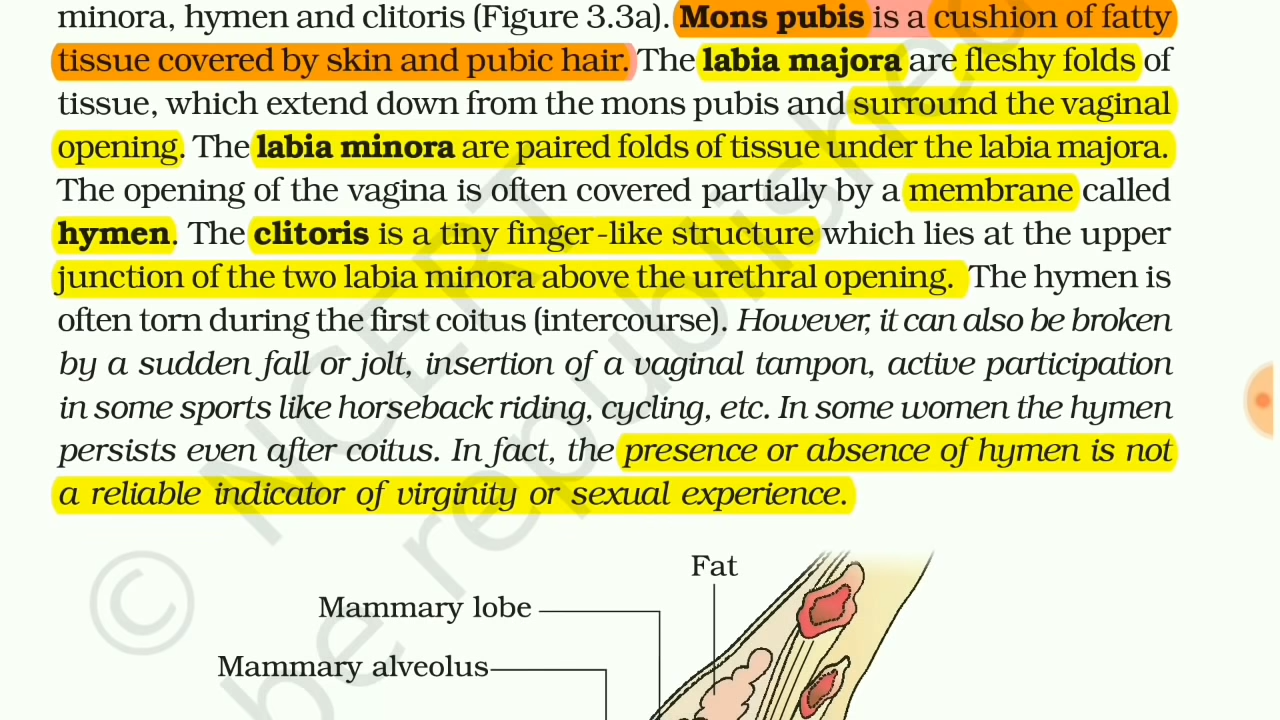 minora, hymen and clitoris (Figure 3.3a). Mons pubis is a cushion of fatty
tissue covered by skin and pubic hair. The labia majora are fleshy folds of
tissue, which extend down from the mons pubis and surround the vaginal
opening. The labia minora are paired folds of tissue under the labia majora.
The opening of the vagina is often covered partially by a membrane called
hymen. The clitoris is a tiny finger-like structure which lies at the upper
junction of the two labia minora above the urethral opening. The hymen is
often torn during the first coitus (intercourse). However, it can also be broken
by a sudden fall or jolt, insertion of a vaginal tampon, active participation
in some sports like horseback riding, cycling, etc. In some women the hymen
persists even after coitus. In fact, the presence or absence of hymen is not
a reliable indicator of virginity or sexual experience.
Fat
Mammary lobe
Mammary alveolus
© NCERT
be republished